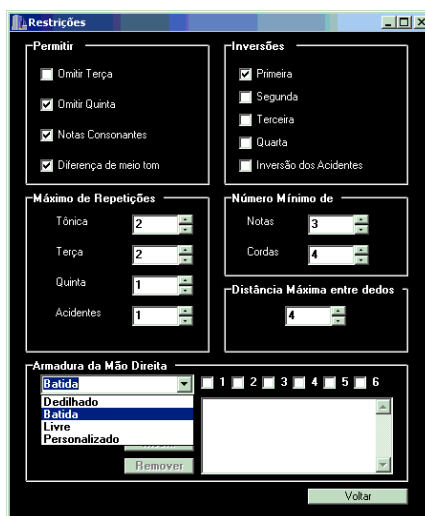 Restrições
Permitir
Omitir Terça
Omitir Quinta
Notas Consonantes
Diferença de meio tom
Inversões
Primeira
Segunda
Terceira
Quarta
Inversão dos Acidentes
Máximo de Repetições
Tônica 2
Terça 2
Quinta 1
Acidentes 1
Número Mínimo de
Notas 3
Cordas 4
Distância Máxima entre dedos
4
Armadura da Mão Direita
Batida 1 2 3 4 5 6
Dedilhado
Batida
Livre
Personalizado
Remover
Voltar